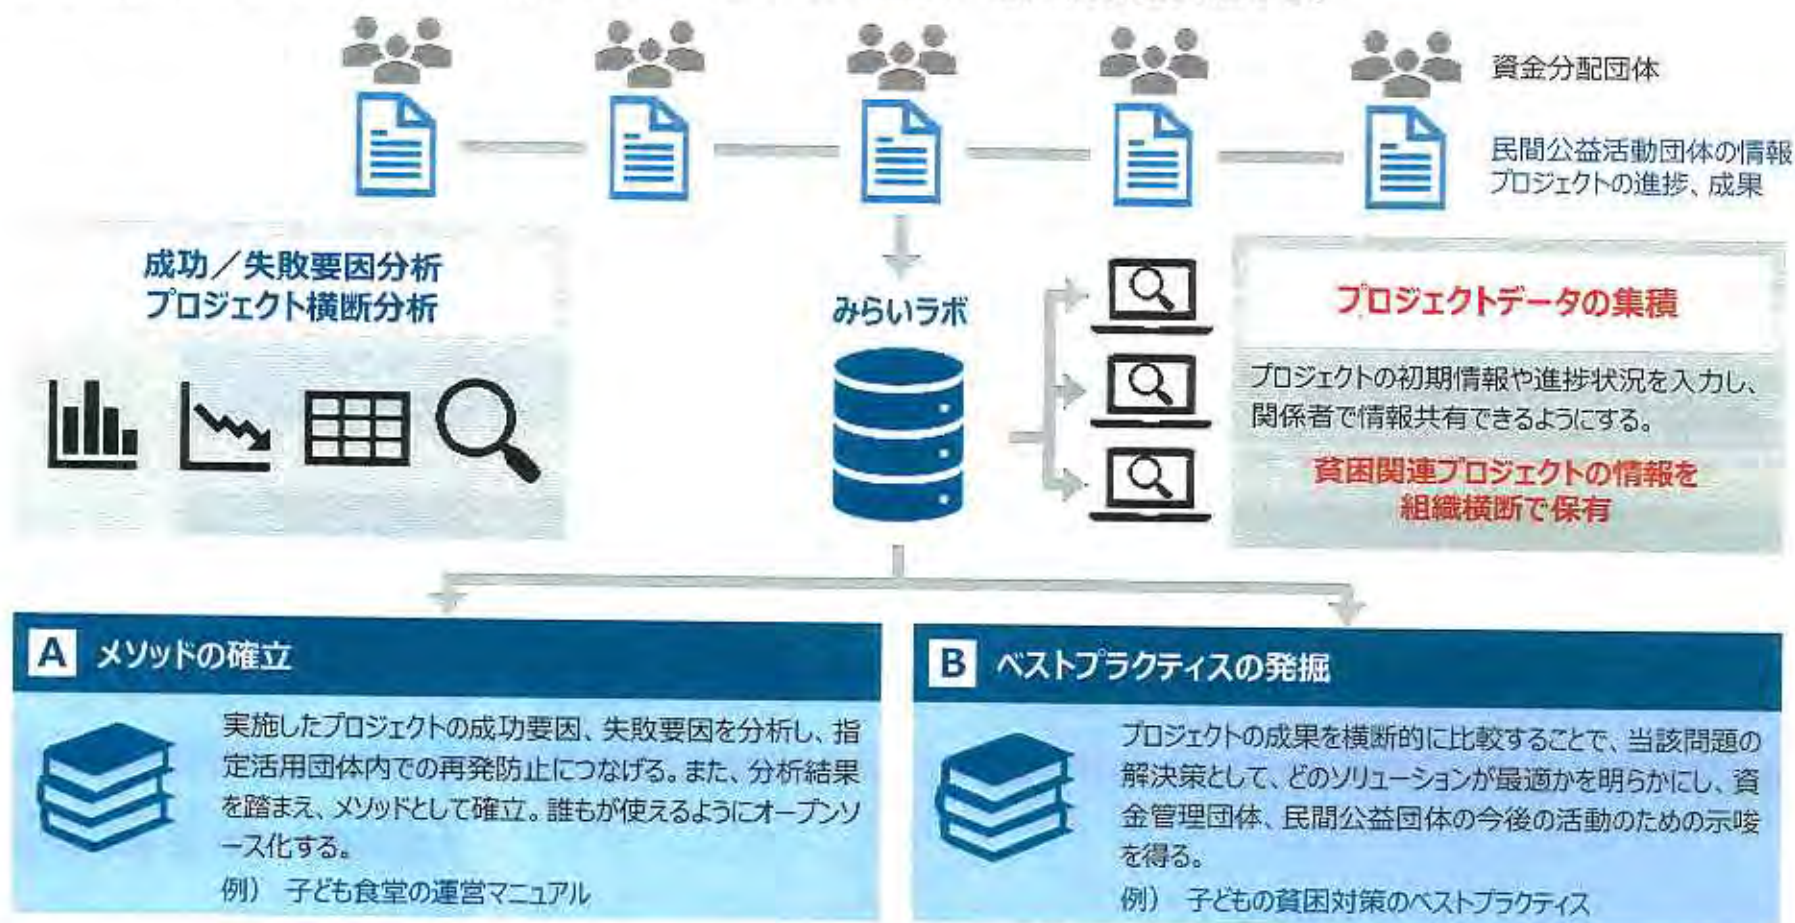 資金分配団体
民間公益活動団体の情報
プロジェクトの進捗、成果
成功／失敗要因分析
プロジェクト横断分析
みらいラボ
プロジェクトデータの集積
プロジェクトの初期情報や進捗状況を入力し、
関係者で情報共有できるようにする。
貧困関連プロジェクトの情報を
組織横断で保有
A メソッドの確立
実施したプロジェクトの成功要因、失敗要因を分析し、指
定活用団体内での再発防止につなげる。また、分析結果
を踏まえ、メソッドとして確立。誰もが使えるようにオープンソ
ース化する。
例） 子ども食堂の運営マニュアル
B ベストプラクティスの発掘
プロジェクトの成果を横断的に比較することで、当該問題の
解決策として、どのソリューションが最適かを明らかにし、資
金管理団体、民間公益団体の今後の活動のための示唆
を得る。
例） 子どもの貧困対策のベストプラクティス